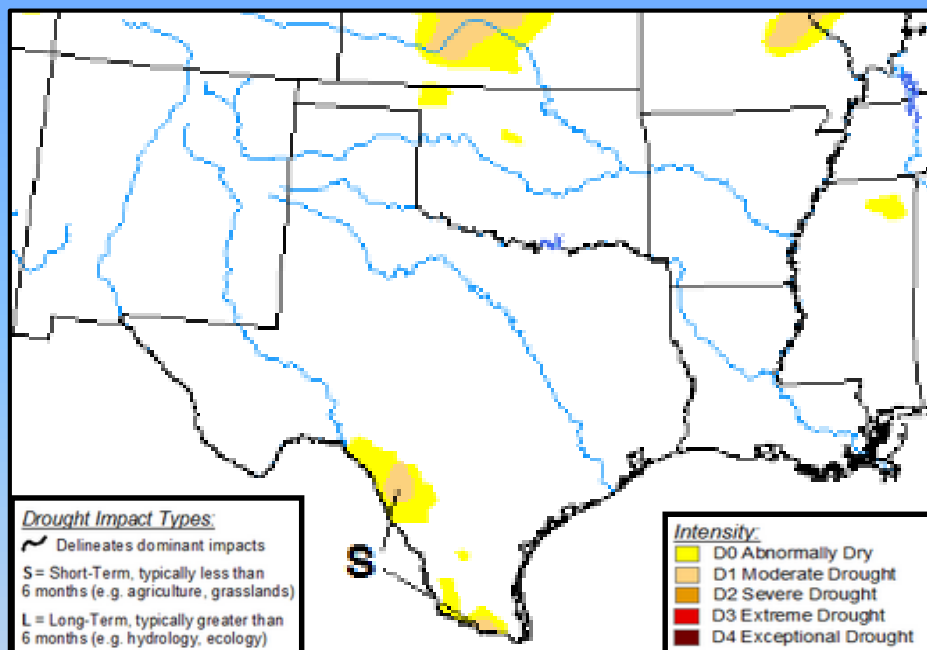 S
Drought Impact Types:
Delineates dominant impacts
S = Short-Term, typically less than
6 months (e.g. agriculture, grasslands)
L = Long-Term, typically greater than
6 months (e.g. hydrology, ecology)
Intensity:
D0 Abnormally Dry
D1 Moderate Drought
D2 Severe Drought
D3 Extreme Drought
D4 Exceptional Drought